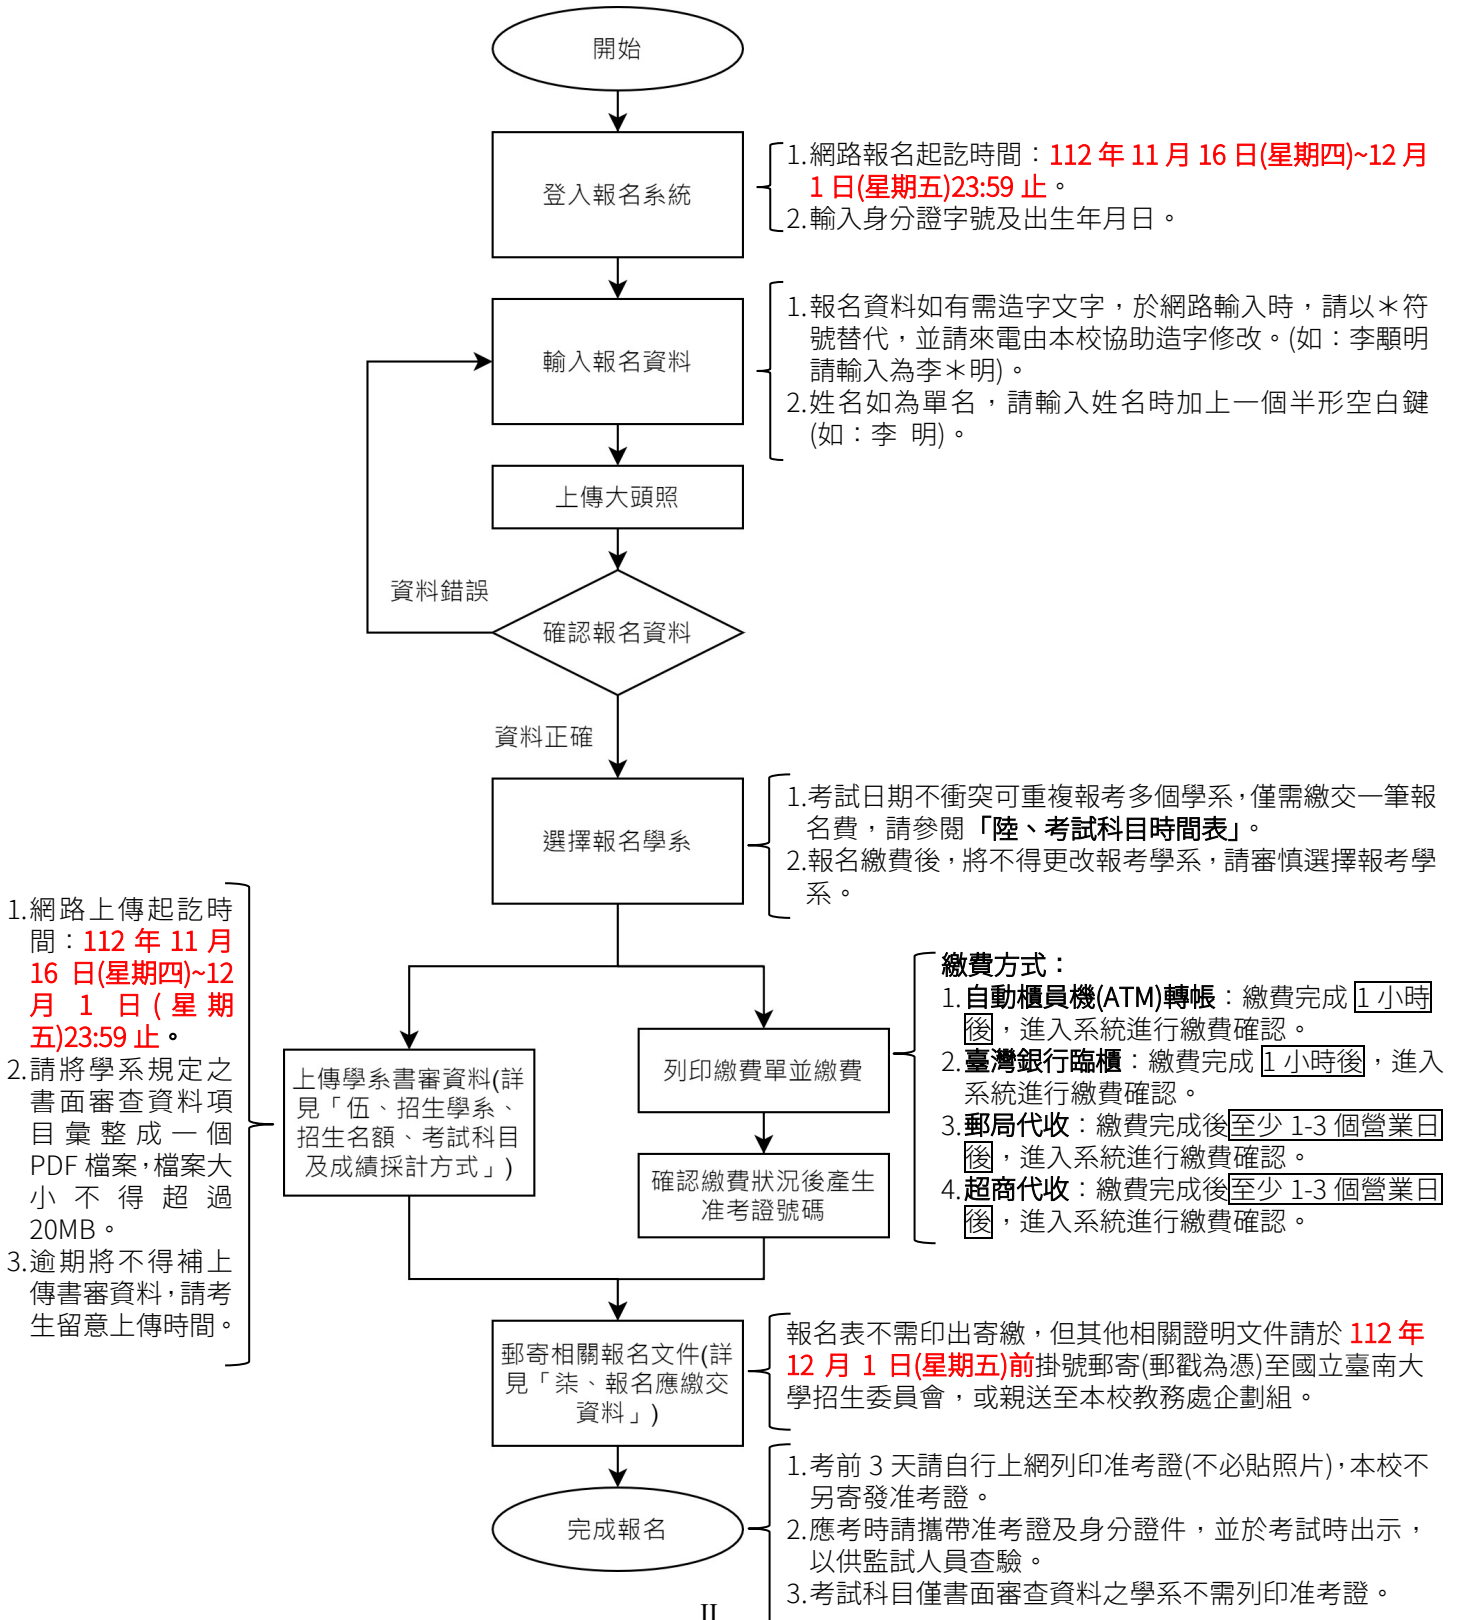 開始
登入報名系統
1.網路報名起訖時間：112 年 11 月 16 日(星期四)~12 月
1 日(星期五)23:59 止。
2.輸入身分證字號及出生年月日。
輸入報名資料
1.報名資料如有需造字文字，於網路輸入時，請以＊符
號替代，並請來電由本校協助造字修改。(如：李顒明
請輸入為李＊明)。
2.姓名如為單名，請輸入姓名時加上一個半形空白鍵
(如：李 明)。
上傳大頭照
資料錯誤
確認報名資料
資料正確
選擇報名學系
1.考試日期不衝突可重複報考多個學系，僅需繳交一筆報
名費，請參閱「陸、考試科目時間表」。
2.報名繳費後，將不得更改報考學系，請審慎選擇報考學
系。
1.網路上傳起訖時
間：112 年 11 月
16 日(星期四)~12
月 1 日(星期
五)23:59 止。
2.請將學系規定之
書面審查資料項
目彙整成一個
PDF 檔案，檔案大
小不得超過
20MB。
3.逾期將不得補上
傳書審資料，請考
生留意上傳時間。
上傳學系書審資料(詳
見「伍、招生學系、
招生名額、考試科目
及成績採計方式」)
列印繳費單並繳費
確認繳費狀況後產生
准考證號碼
繳費方式：
1.自動櫃員機(ATM)轉帳：繳費完成 1 小時
後，進入系統進行繳費確認。
2.臺灣銀行臨櫃：繳費完成 1 小時後，進入
系統進行繳費確認。
3.郵局代收：繳費完成後至少 1-3 個營業日
後，進入系統進行繳費確認。
4.超商代收：繳費完成後至少 1-3 個營業日
後，進入系統進行繳費確認。
郵寄相關報名文件(詳
見「柒、報名應繳交
資料」)
報名表不需印出寄繳，但其他相關證明文件請於 112 年
12 月 1 日(星期五)前掛號郵寄(郵戳為憑)至國立臺南大
學招生委員會，或親送至本校教務處企劃組。
完成報名
1.考前 3 天請自行上網列印准考證(不必貼照片)，本校不
另寄發准考證。
2.應考時請攜帶准考證及身分證件，並於考試時出示，
以供監試人員查驗。
3.考試科目僅書面審查資料之學系不需列印准考證。
II